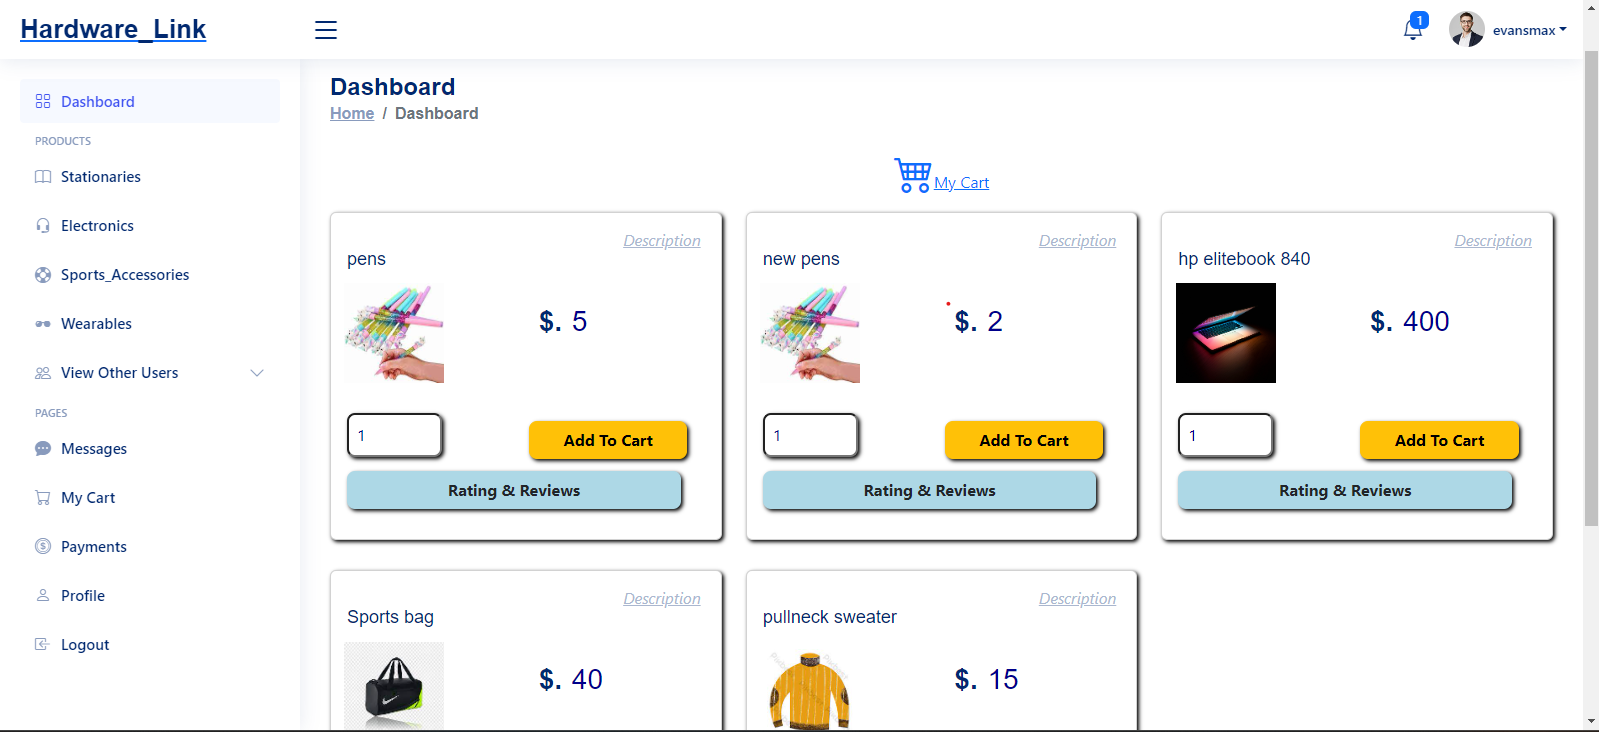 Hardware_Link
1
evansmax
Dashboard
PRODUCTS
Stationaries
Electronics
Sports_Accessories
Wearables
View Other Users
PAGES
Messages
My Cart
Payments
Profile
Logout
Dashboard
Home / Dashboard
My Cart
Description
pens
$. 5
1
Add To Cart
Rating & Reviews
Description
new pens
$. 2
1
Add To Cart
Rating & Reviews
Description
hp elitebook 840
$. 400
1
Add To Cart
Rating & Reviews
Description
Sports bag
$. 40
Description
pullneck sweater
$. 15